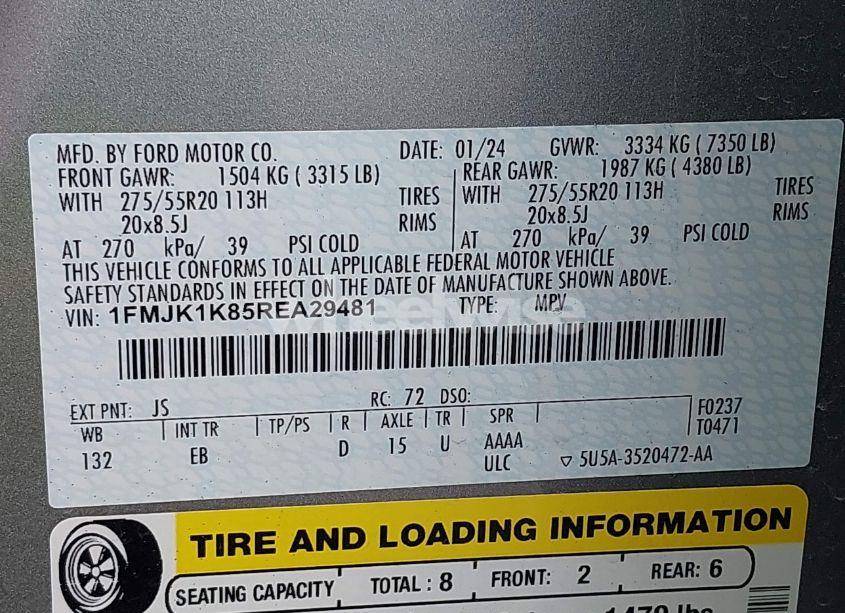 MFD. BY FORD MOTOR CO. DATE: 01/24 GVWR: 3334 KG ( 7350 LB)
FRONT GAWR: 1504 KG ( 3315 LB) REAR GAWR: 1987 KG ( 4380 LB)
WITH 275/55R20 113H TIRES WITH 275/55R20 113H TIRES
20x8.5J RIMS 20x8.5J RIMS
AT 270 kPa/ 39 PSI COLD AT 270 kPa/ 39 PSI COLD
THIS VEHICLE CONFORMS TO ALL APPLICABLE FEDERAL MOTOR VEHICLE
SAFETY STANDARDS IN EFFECT ON THE DATE OF MANUFACTURE SHOWN ABOVE.
VIN: 1FMJK1K85REA29481 TYPE: MPV
wheelwise
EXT PNT: JS RC: 72 DSO:
WB INT TR TP/PS R AXLE TR SPR F0237
T0471
132 EB D 15 U AAAA
ULC ▽ 5U5A-3520472-AA
TIRE AND LOADING INFORMATION
SEATING CAPACITY TOTAL : 8 FRONT: 2 REAR: 6